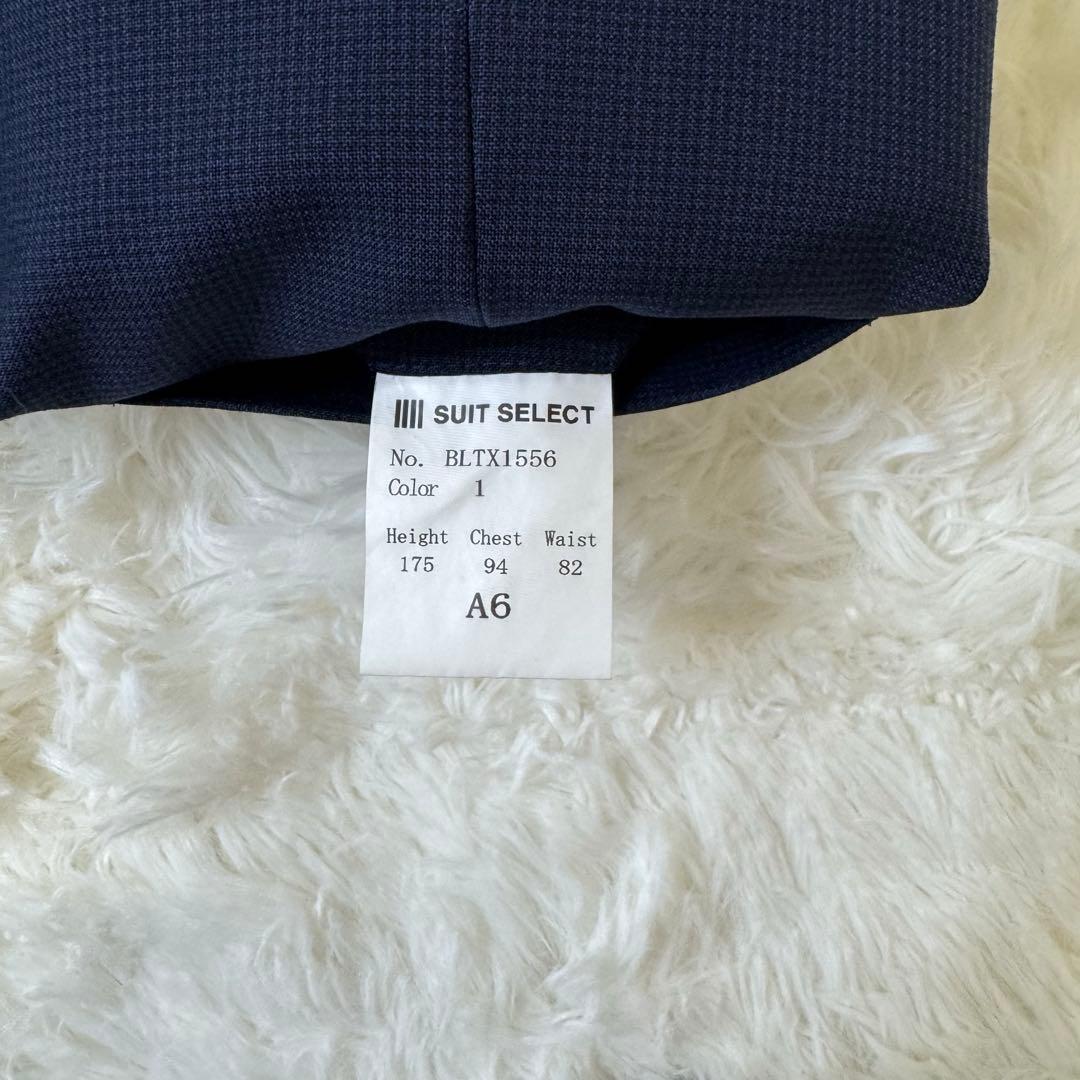 SUIT SELECT
No. BLTX1556
Color 1
Height Chest Waist
175 94 82
A6